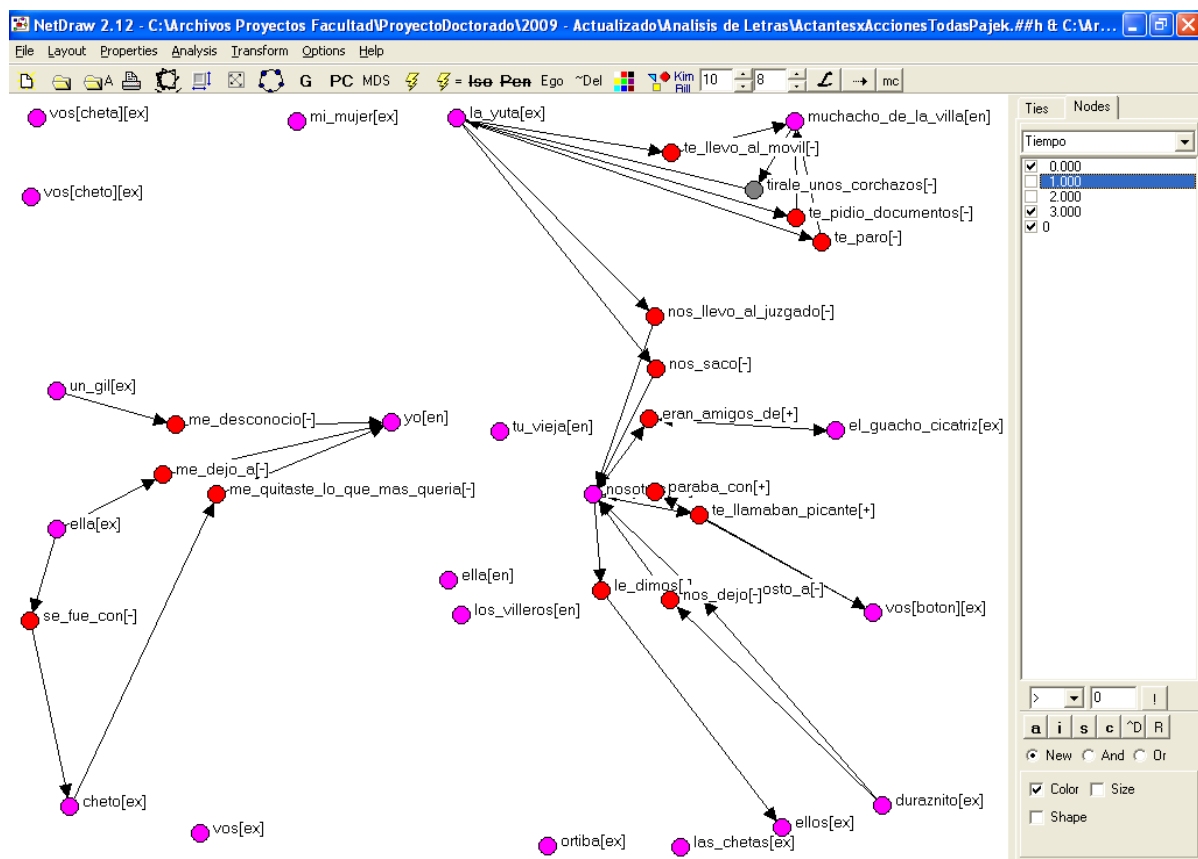 NetDraw 2.12 - C:\Archivos Proyectos Facultad\ProyectoDoctorado\2009 - Actualizado\Analisis de Letras\ActantesxAccionesTodasPajek.##h & C:\Ar...
File Layout Properties Analysis Transform Options Help
A G PC MDS = Iso Pen Ego ~Del Kim Bill 10 8 L mc
vos[cheta][ex]
mi_mujer[ex]
la_yuta[ex]
muchacho_de_la_villa[en]
te_llevo_al_movil[-]
vos[cheto][ex]
tirale_unos_corchazos[-]
te_pidio_documentos[-]
te_paro[-]
nos_llevo_al_juzgado[-]
nos_saco[-]
un_gil[ex]
me_desconocio[-]
yo[en]
tu_vieja[en]
eran_amigos_de[+]
el_guacho_cicatriz[ex]
me_dejo_a[-]
me_quitaste_lo_que_mas_queria[-]
paraba_con[+]
te_llamaban_picante[+]
ella[ex]
ella[en]
los_villeros[en]
le_dimos[
nos_dejo[-]
osto_a[-]
vos[boton][ex]
se_fue_con[-]
cheto[ex]
duraznito[ex]
vos[ex]
ellos[ex]
ortiba[ex]
las_chetas[ex]
Ties Nodes
Tiempo
0.000
1.000
2.000
3.000
0
> 0 !
a i s c ^D R
New And Or
Color Size
Shape